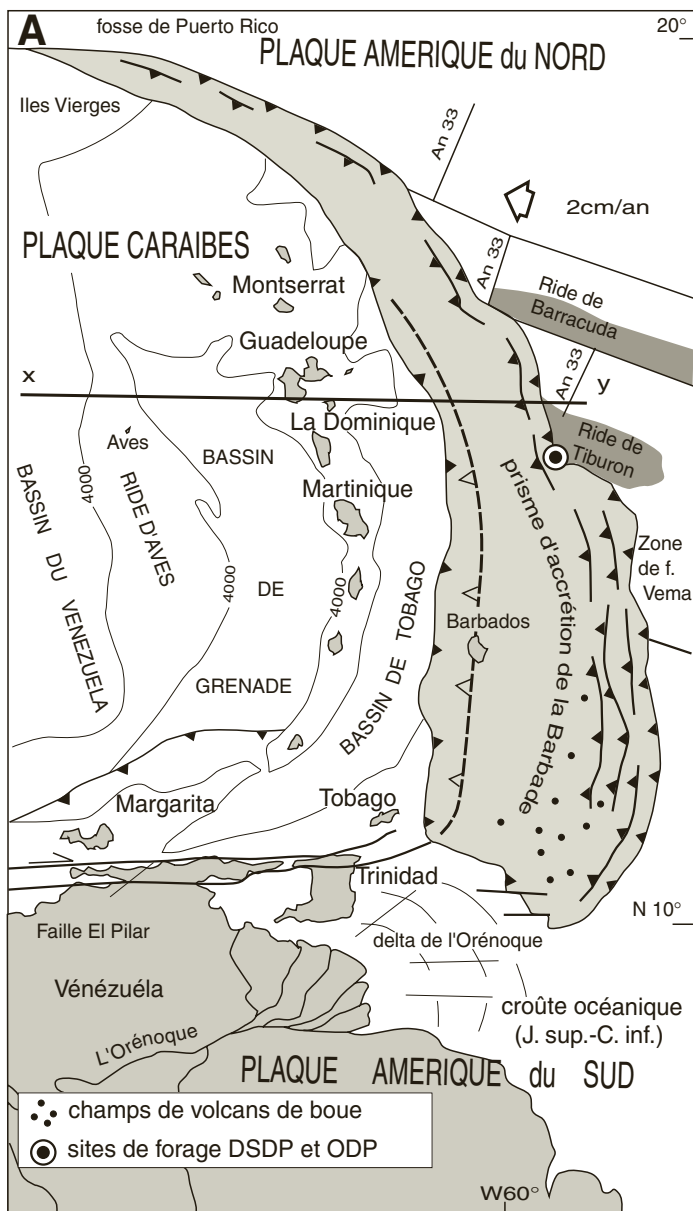 A
fosse de Puerto Rico
20°
PLAQUE AMERIQUE du NORD
Iles Vierges
An 33
2cm/an
PLAQUE CARAIBES
An 33
Montserrat
Ride de
Barracuda
Guadeloupe
An 33
x
y
La Dominique
Aves
BASSIN
Ride de
Tiburon
Martinique
4000
BASSIN DU VENEZUELA
RIDE D'AVES
4000
DE
4000
prisme d'accrétion de la Barbade
Zone
de f.
Vema
BASSIN DE TOBAGO
Barbados
GRENADE
Margarita
Tobago
Trinidad
N 10°
Faille El Pilar
delta de l'Orénoque
Vénézuéla
croûte océanique
(J. sup.-C. inf.)
L'Orénoque
PLAQUE AMERIQUE du SUD
champs de volcans de boue
sites de forage DSDP et ODP
W60°